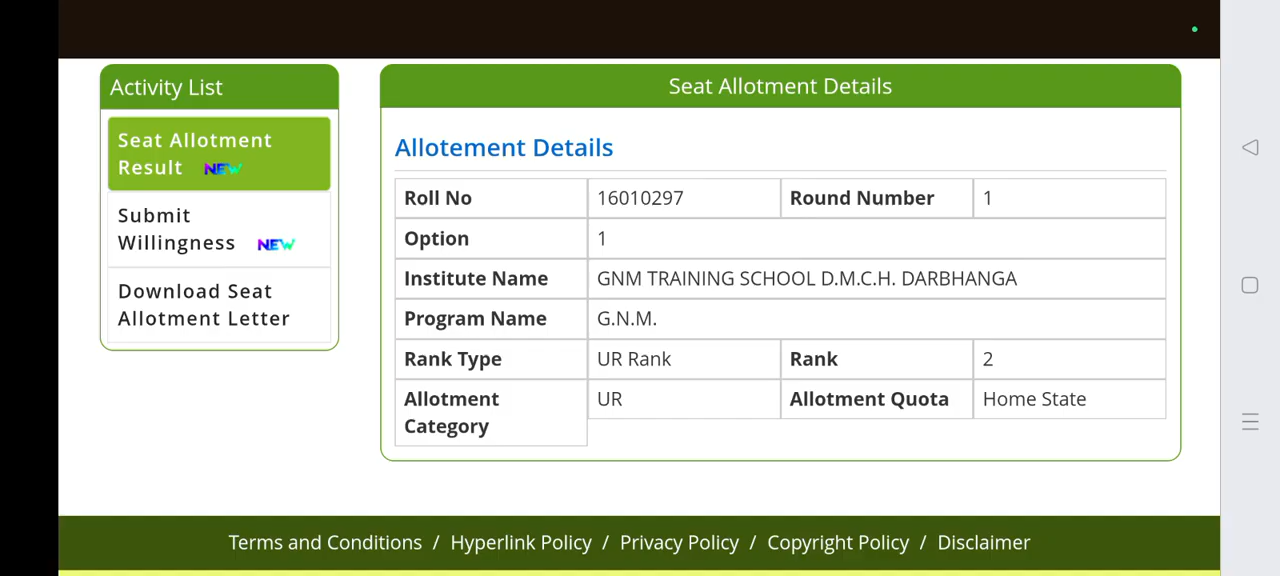 Activity List
Seat Allotment
Result NEW
Submit
Willingness NEW
Download Seat
Allotment Letter
Seat Allotment Details
Allotement Details
Roll No 16010297 Round Number 1
Option 1
Institute Name GNM TRAINING SCHOOL D.M.C.H. DARBHANGA
Program Name G.N.M.
Rank Type UR Rank Rank 2
Allotment
Category UR Allotment Quota Home State
Terms and Conditions / Hyperlink Policy / Privacy Policy / Copyright Policy / Disclaimer